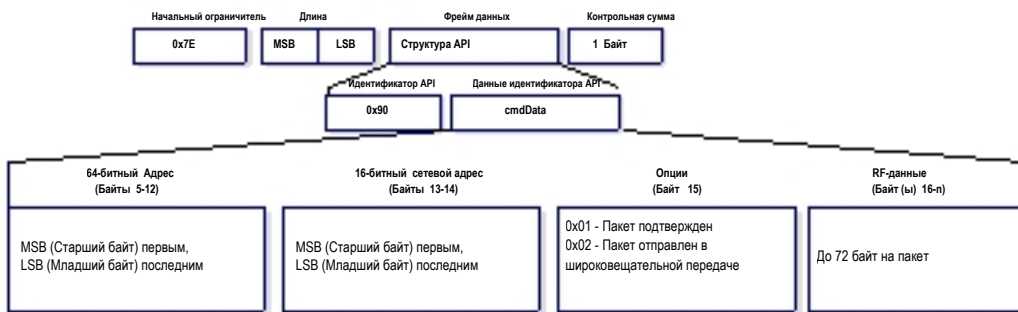 Начальный ограничитель Длина Фрейм данных Контрольная сумма
0x7E MSB LSB Структура API 1 Байт
Идентификатор API Данные идентификатора API
0x90 cmdData
64-битный Адрес 16-битный сетевой адрес Опции RF-данные
(Байты 5-12) (Байты 13-14) (Байт 15) (Байт (ы) 16-n)
MSB (Старший байт) первым,
LSB (Младший байт) последним
MSB (Старший байт) первым,
LSB (Младший байт) последним
0x01 - Пакет подтвержден
0x02 - Пакет отправлен в
широковещательной передаче
До 72 байт на пакет